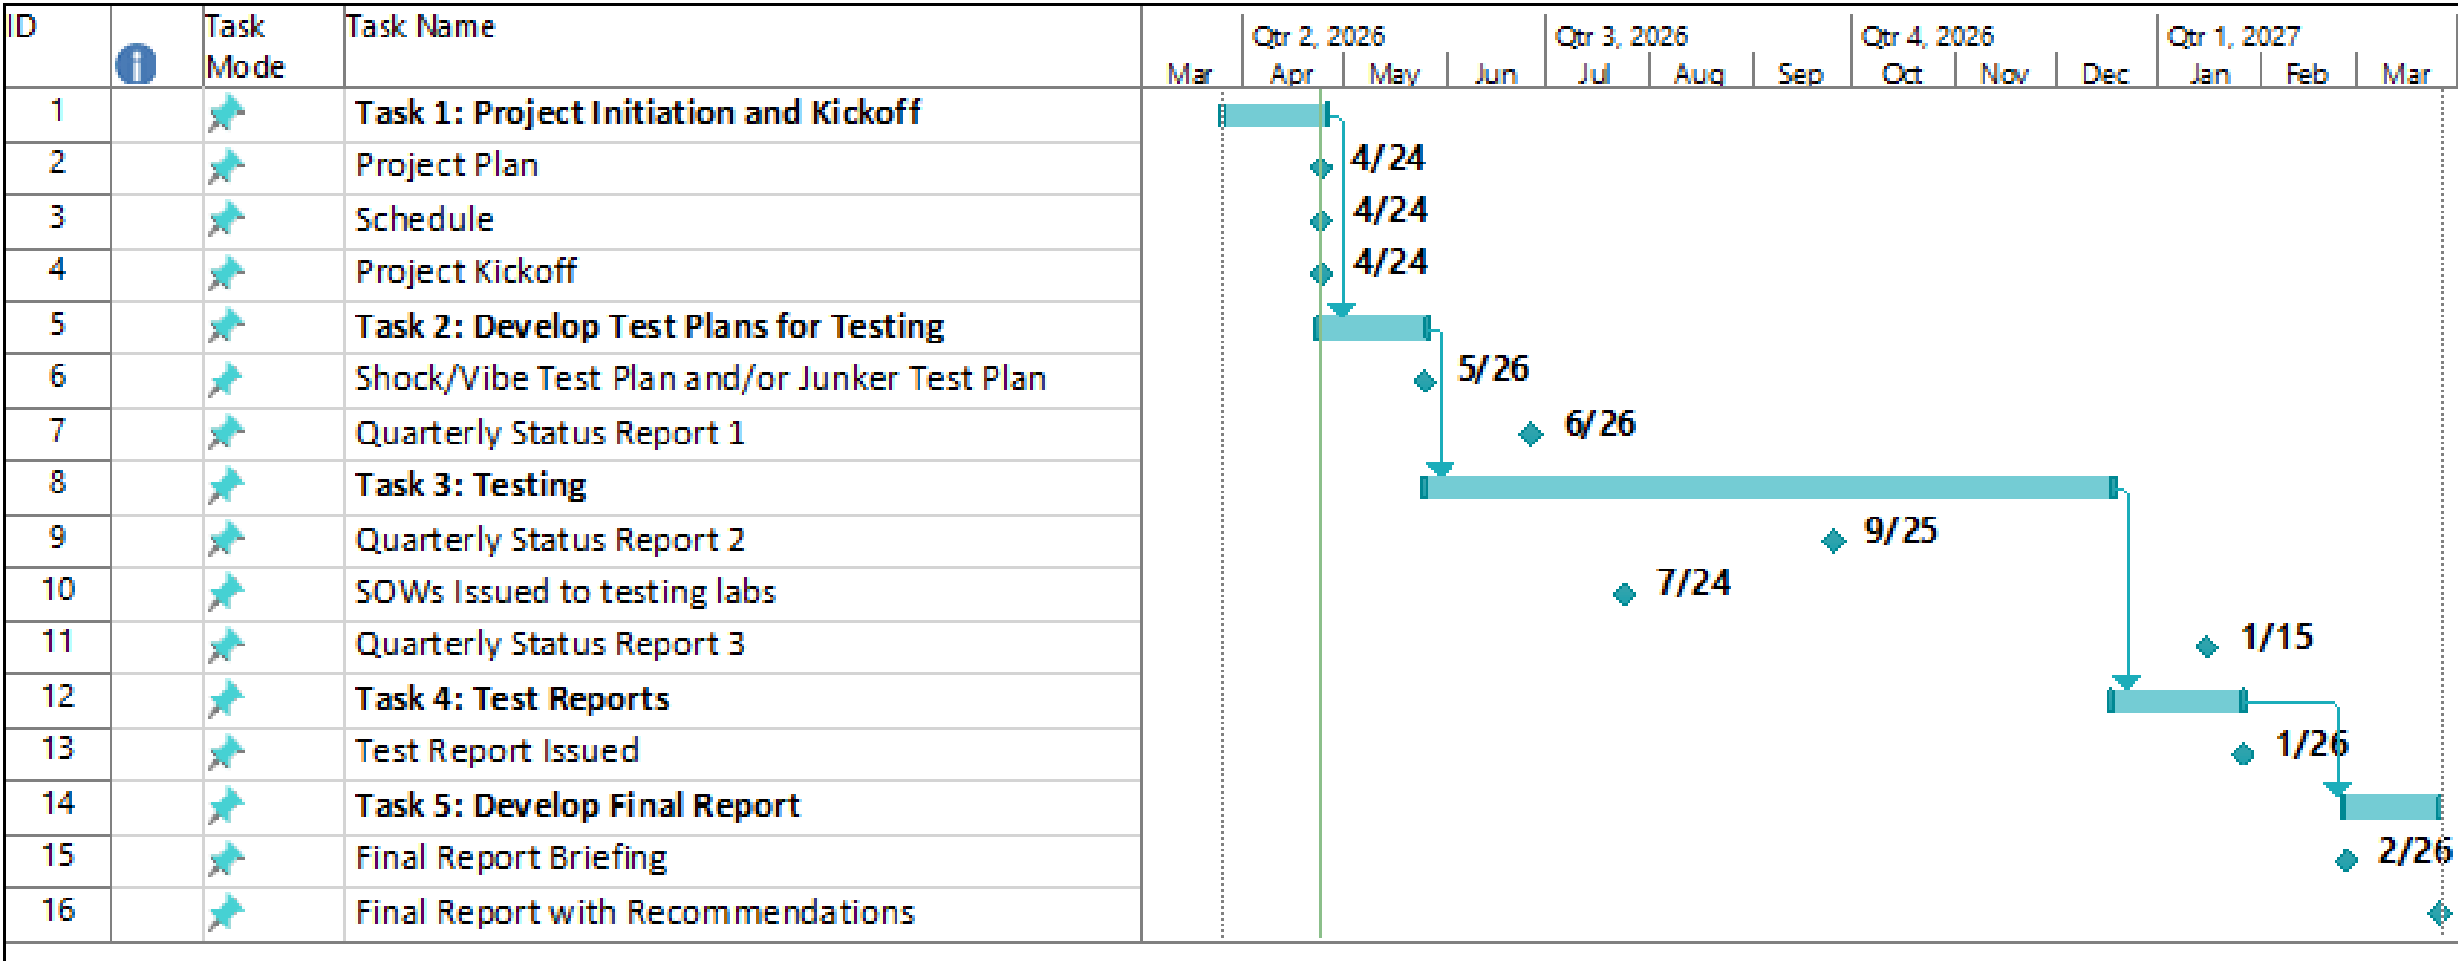 ID Task Mode Task Name
Qtr 2, 2026 Qtr 3, 2026 Qtr 4, 2026 Qtr 1, 2027
Mar Apr May Jun Jul Aug Sep Oct Nov Dec Jan Feb Mar
1 Task 1: Project Initiation and Kickoff
2 Project Plan 4/24
3 Schedule 4/24
4 Project Kickoff 4/24
5 Task 2: Develop Test Plans for Testing
6 Shock/Vibe Test Plan and/or Junker Test Plan 5/26
7 Quarterly Status Report 1 6/26
8 Task 3: Testing
9 Quarterly Status Report 2 9/25
10 SOWs Issued to testing labs 7/24
11 Quarterly Status Report 3 1/15
12 Task 4: Test Reports
13 Test Report Issued 1/26
14 Task 5: Develop Final Report
15 Final Report Briefing 2/26
16 Final Report with Recommendations